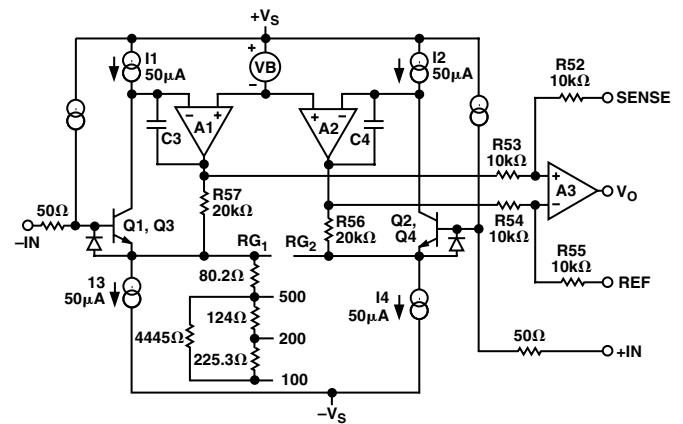 +VS
I1
50µA
+
VB
−
I2
50µA
R52
10kΩ
SENSE
− +
A1
C3
+ −
A2
C4
R53
10kΩ
+
A3
−
VO
R57
20kΩ
50Ω
−IN
Q1, Q3
R56
20kΩ
Q2,
Q4
R54
10kΩ
R55
10kΩ
REF
RG1
RG2
13
50µA
80.2Ω
500
I4
50µA
4445Ω
124Ω
200
225.3Ω
100
50Ω
+IN
−VS